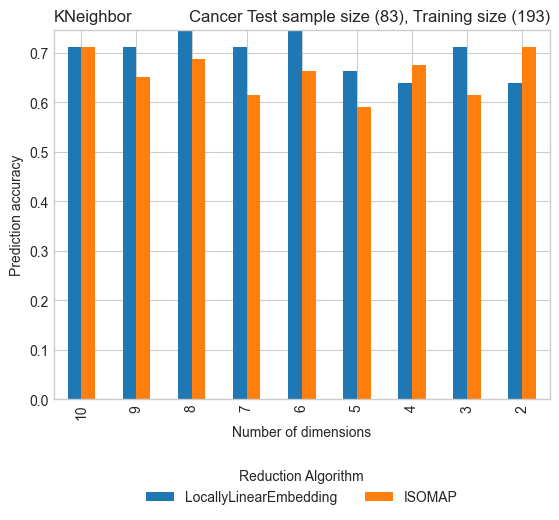 KNeighbor Cancer Test sample size (83), Training size (193)
0.7
0.6
0.5
0.4
0.3
0.2
0.1
0.0
Prediction accuracy
10 9 8 7 6 5 4 3 2
Number of dimensions
Reduction Algorithm
LocallyLinearEmbedding ISOMAP